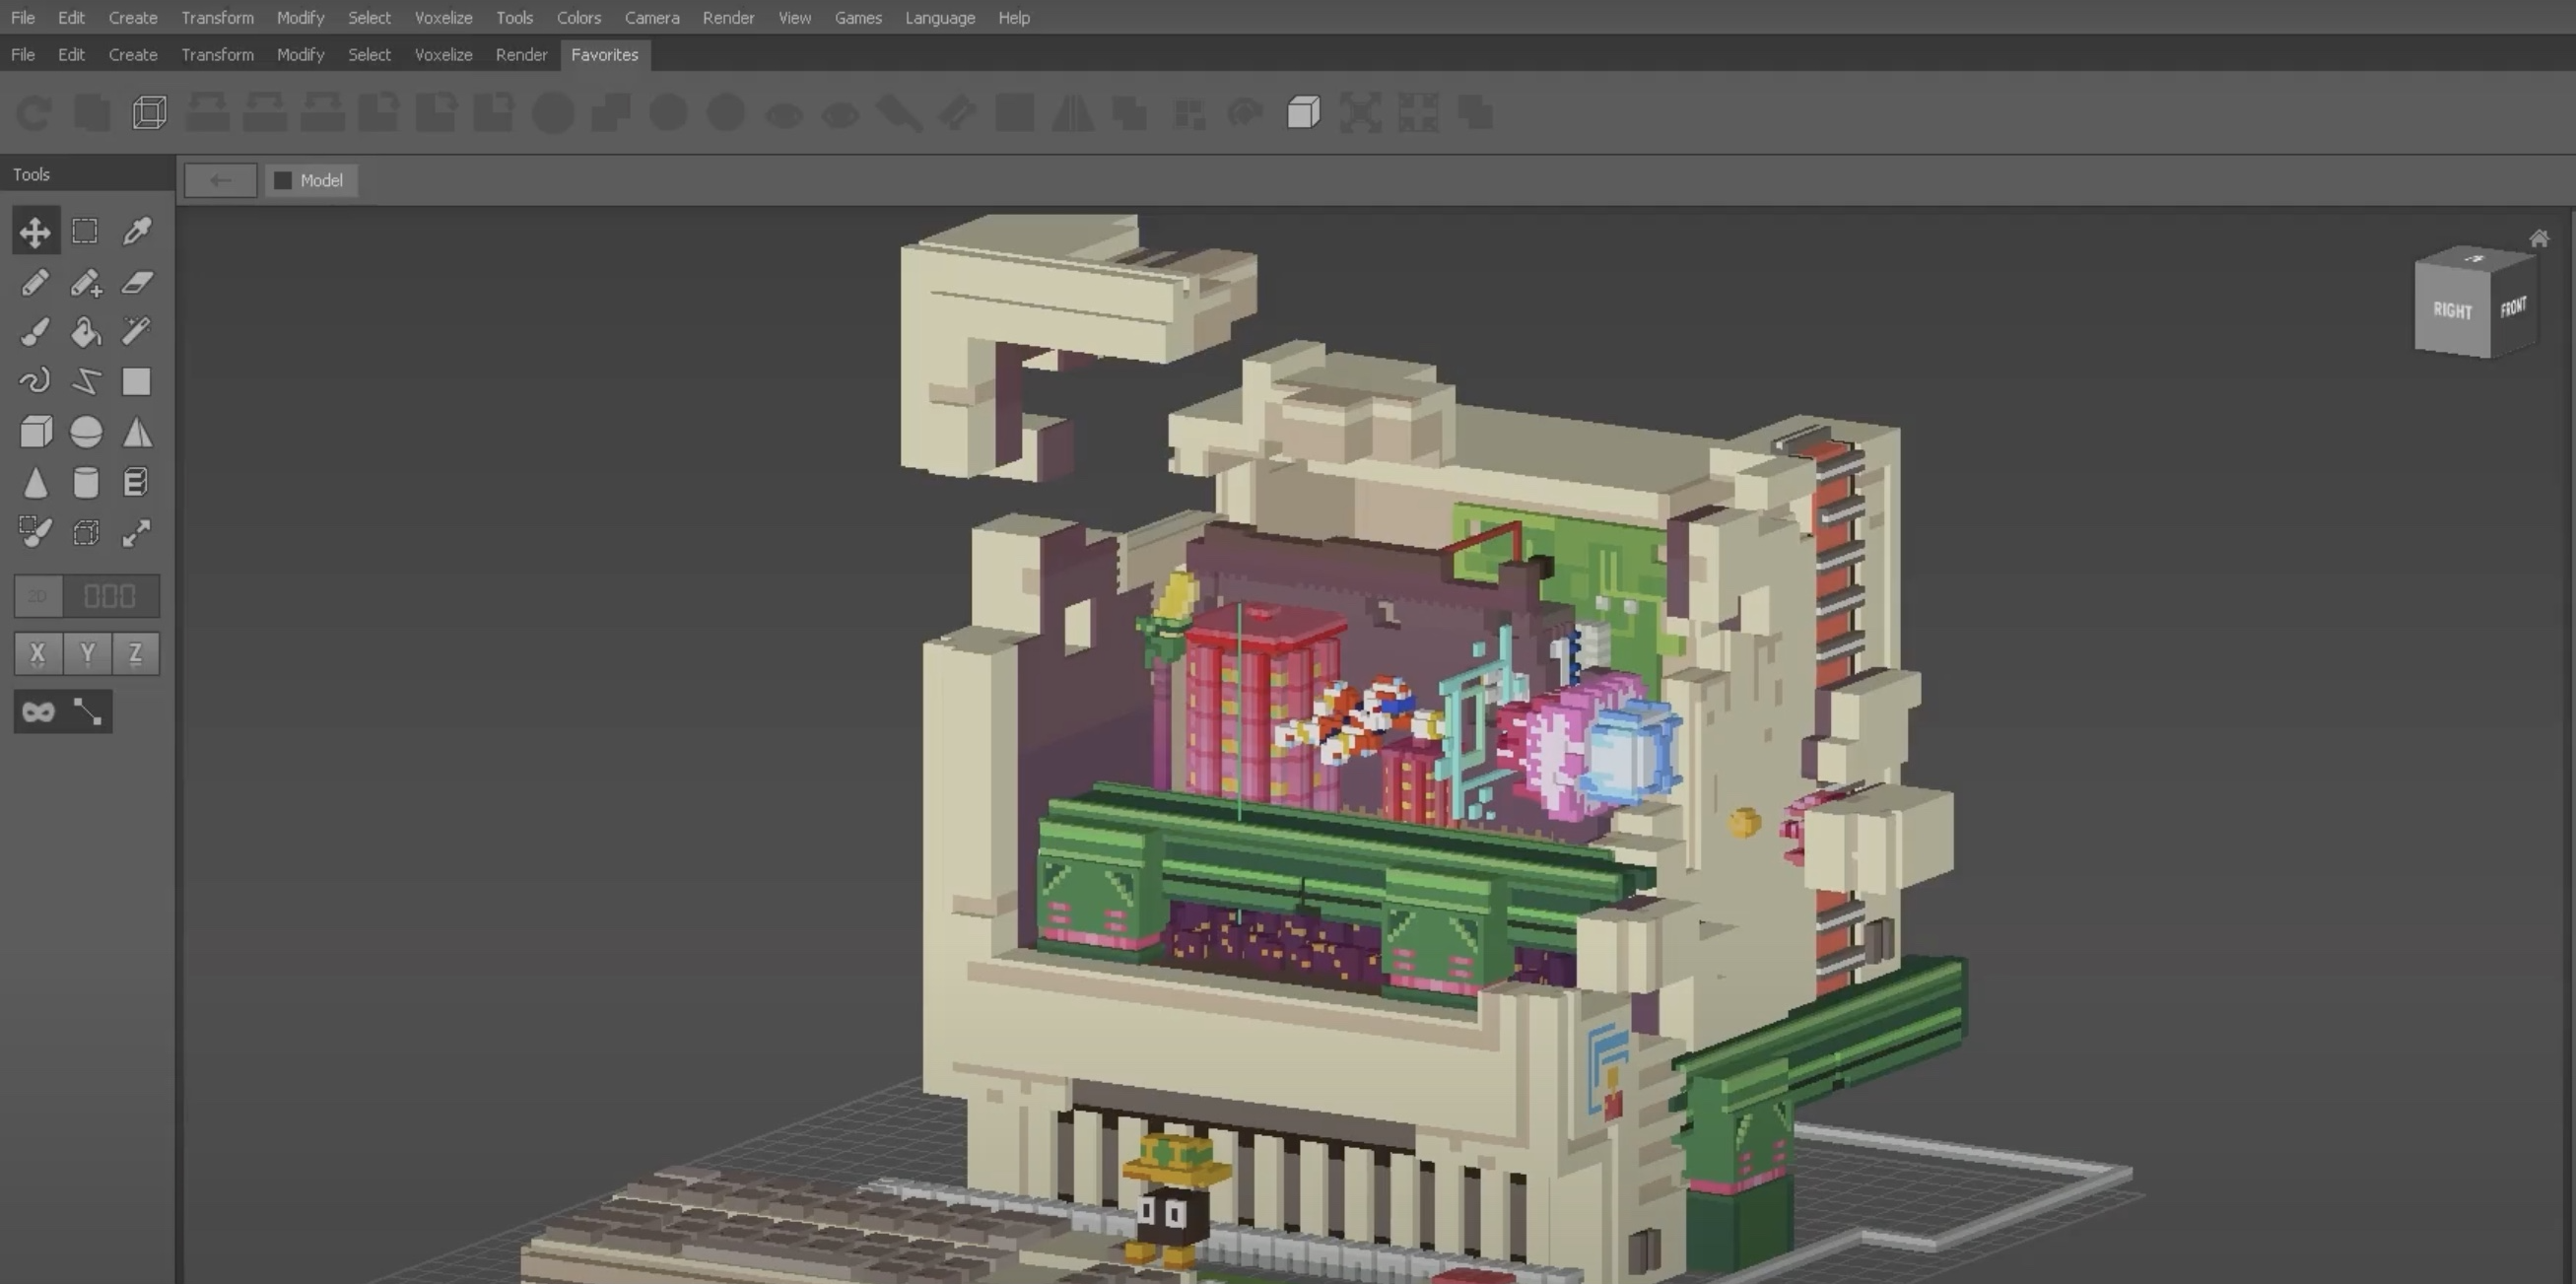 File Edit Create Transform Modify Select Voxelize Tools Colors Camera Render View Games Language Help
File Edit Create Transform Modify Select Voxelize Render Favorites
Tools
Model
RIGHT
FRONT
2D
X Y Z